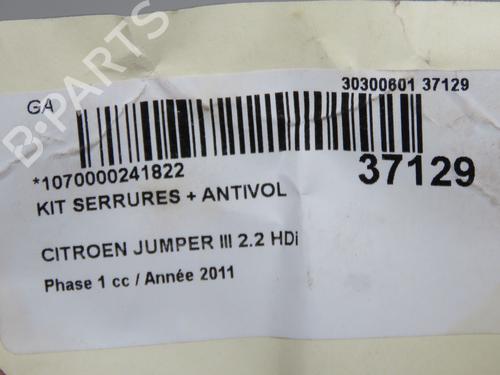 B-PARTS
GA
30300601 37129
*1070000241822
37129
KIT SERRURES + ANTIVOL
CITROEN JUMPER III 2.2 HDi
Phase 1 cc / Année 2011